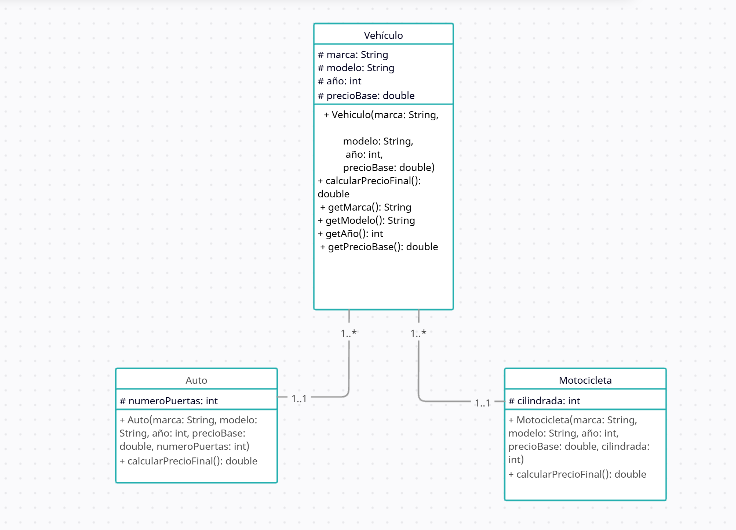 Vehículo
# marca: String
# modelo: String
# año: int
# precioBase: double
+ Vehiculo(marca: String,
modelo: String,
año: int,
precioBase: double)
+ calcularPrecioFinal():
double
+ getMarca(): String
+ getModelo(): String
+ getAño(): int
+ getPrecioBase(): double
1..*
1..*
1..1
1..1
Auto
# numeroPuertas: int
+ Auto(marca: String, modelo:
String, año: int, precioBase:
double, numeroPuertas: int)
+ calcularPrecioFinal(): double
Motocicleta
# cilindrada: int
+ Motocicleta(marca: String,
modelo: String, año: int,
precioBase: double, cilindrada:
int)
+ calcularPrecioFinal(): double